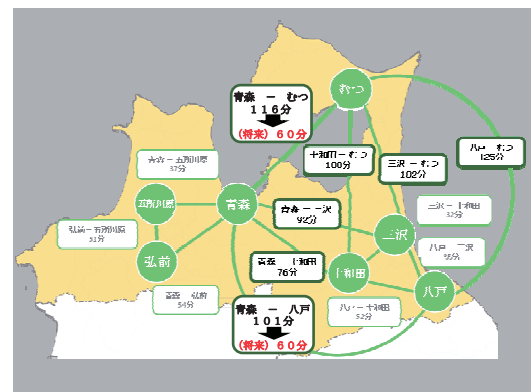 青森 － むつ
１１６分
(将来) ６０分
むつ
十和田－むつ
100分
三沢 － むつ
102分
八戸 むつ
125分
青森－五所川原
37分
五所川原
青森
青森 － 三沢
92分
三沢－十和田
32分
弘前－五所川原
三沢
弘前
青森 十和田
76分
十和田
八戸 三沢
八戸
青森 弘前
54分
八戸－十和田
52分
青森 － 八戸
１０１分
(将来) ６０分